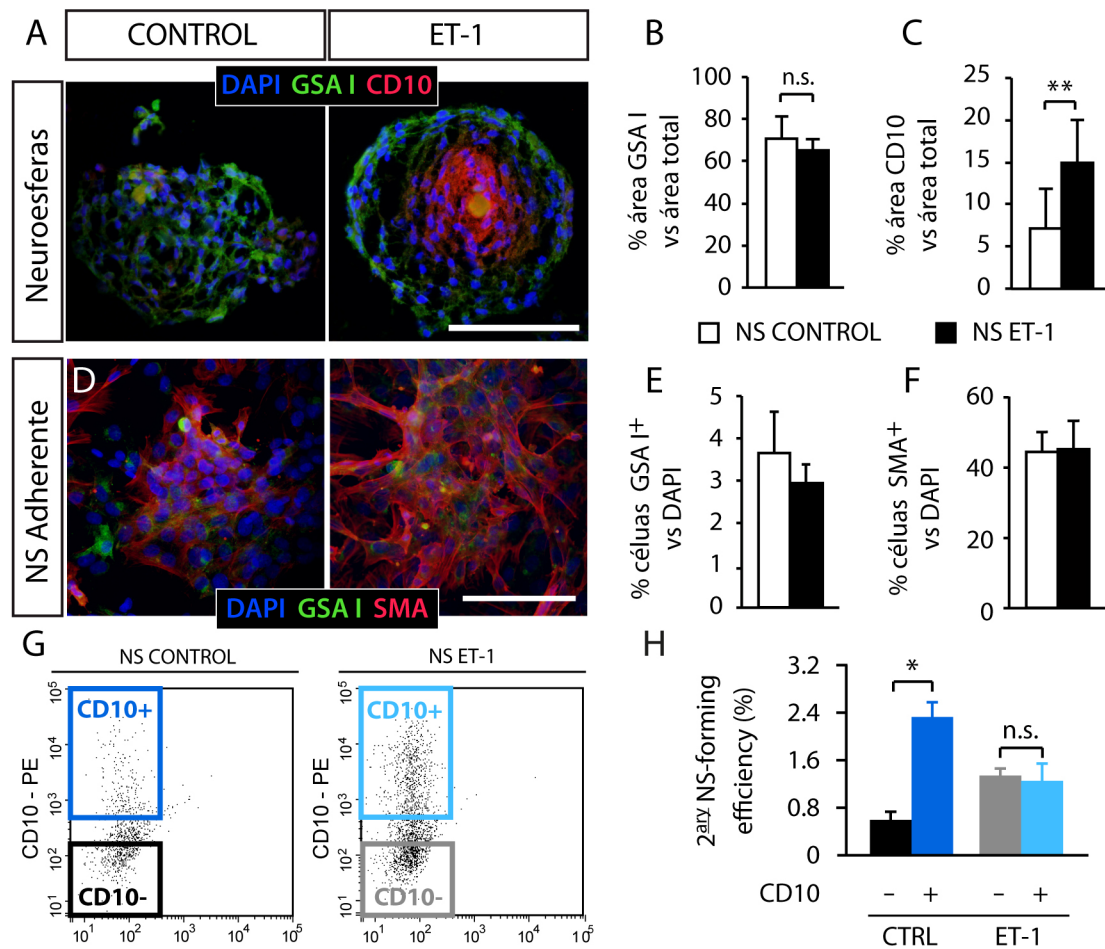 A
CONTROL
ET-1
Neuroesferas
DAPI GSA I CD10
B
% área GSA I
vs área total
100
80
60
40
20
0
n.s.
C
% área CD10
vs área total
25
20
15
10
5
0
**
NS CONTROL
NS ET-1
NS Adherente
D
DAPI GSA I SMA
E
% céluas GSA I+
vs DAPI
5
4
3
2
1
0
F
% céluas SMA+
vs DAPI
60
40
20
0
G
NS CONTROL
CD10 - PE
10^5
10^4
10^3
10^2
10^1
CD10+
CD10-
10^1 10^2 10^3 10^4 10^5
NS ET-1
CD10 - PE
10^5
10^4
10^3
10^2
10^1
CD10+
CD10-
10^1 10^2 10^3 10^4 10^5
H
2ary NS-forming
efficiency (%)
3.2
2.4
1.6
0.8
0
*
n.s.
CD10 – + – +
CTRL ET-1